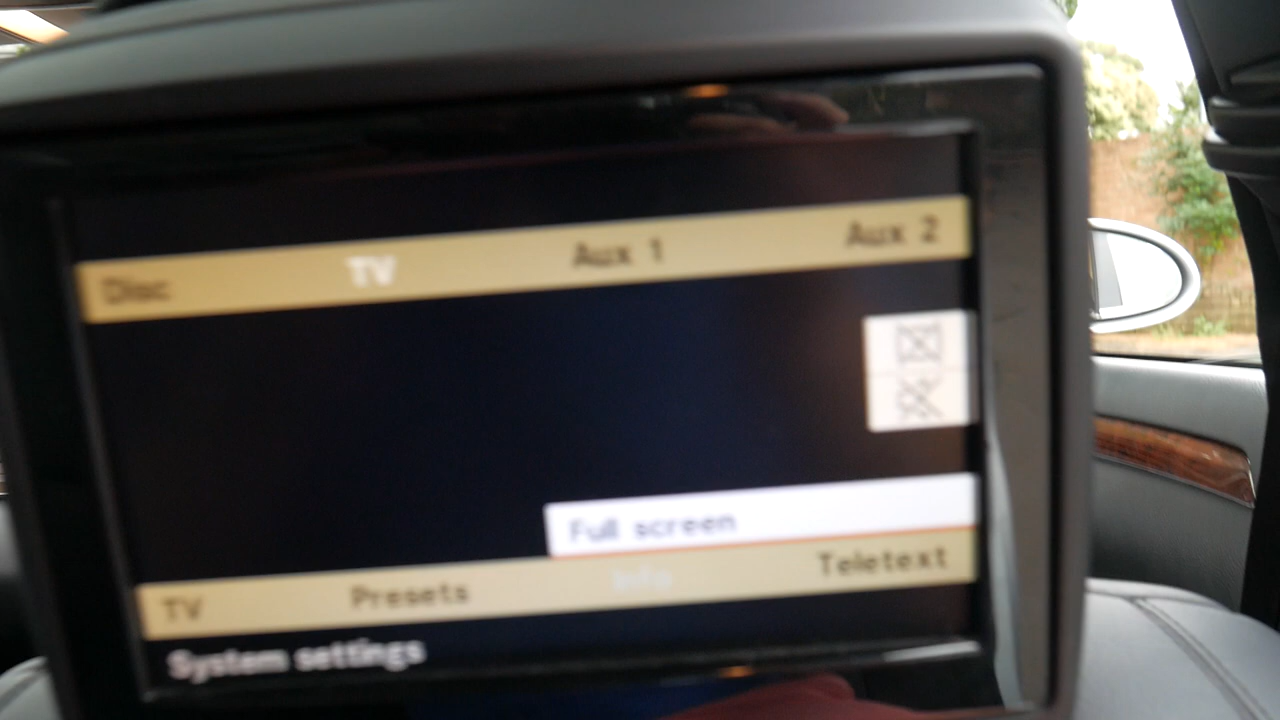 Disc TV Aux 1 Aux 2
Full screen
TV Presets Info Teletext
System settings